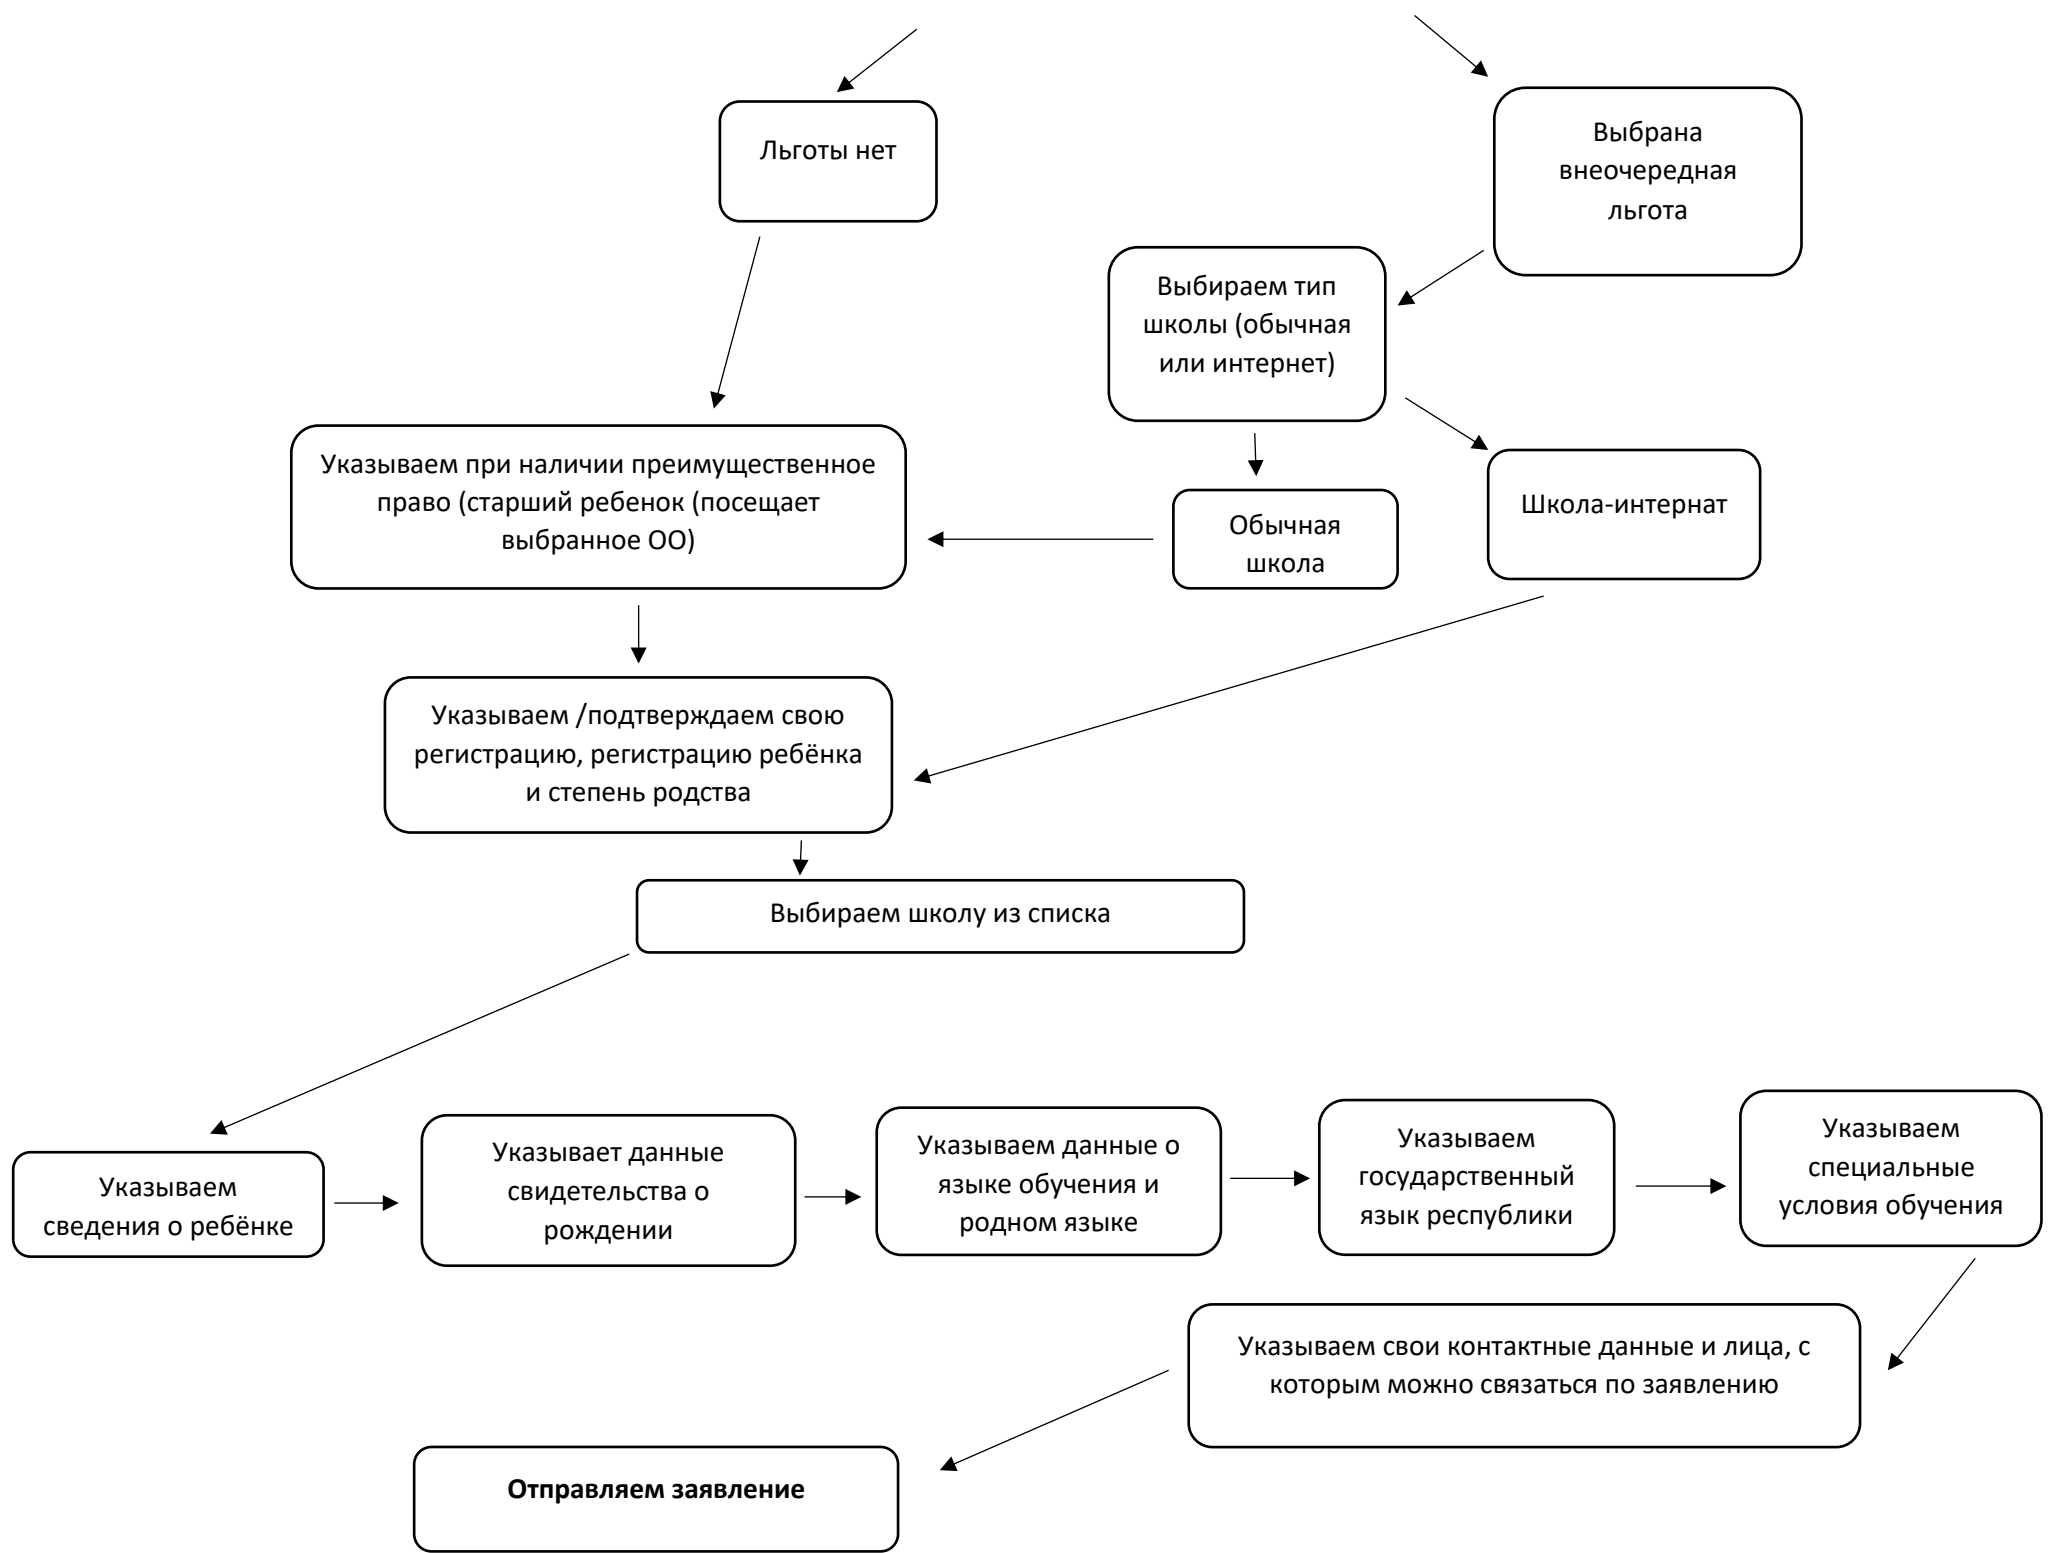 Льготы нет
Выбрана
внеочередная
льгота
Выбираем тип
школы (обычная
или интернет)
Указываем при наличии преимущественное
право (старший ребенок (посещает
выбранное ОО)
Обычная
школа
Школа-интернат
Указываем /подтверждаем свою
регистрацию, регистрацию ребёнка
и степень родства
Выбираем школу из списка
Указываем
сведения о ребёнке
Указывает данные
свидетельства о
рождении
Указываем данные о
языке обучения и
родном языке
Указываем
государственный
язык республики
Указываем
специальные
условия обучения
Указываем свои контактные данные и лица, с
которым можно связаться по заявлению
Отправляем заявление